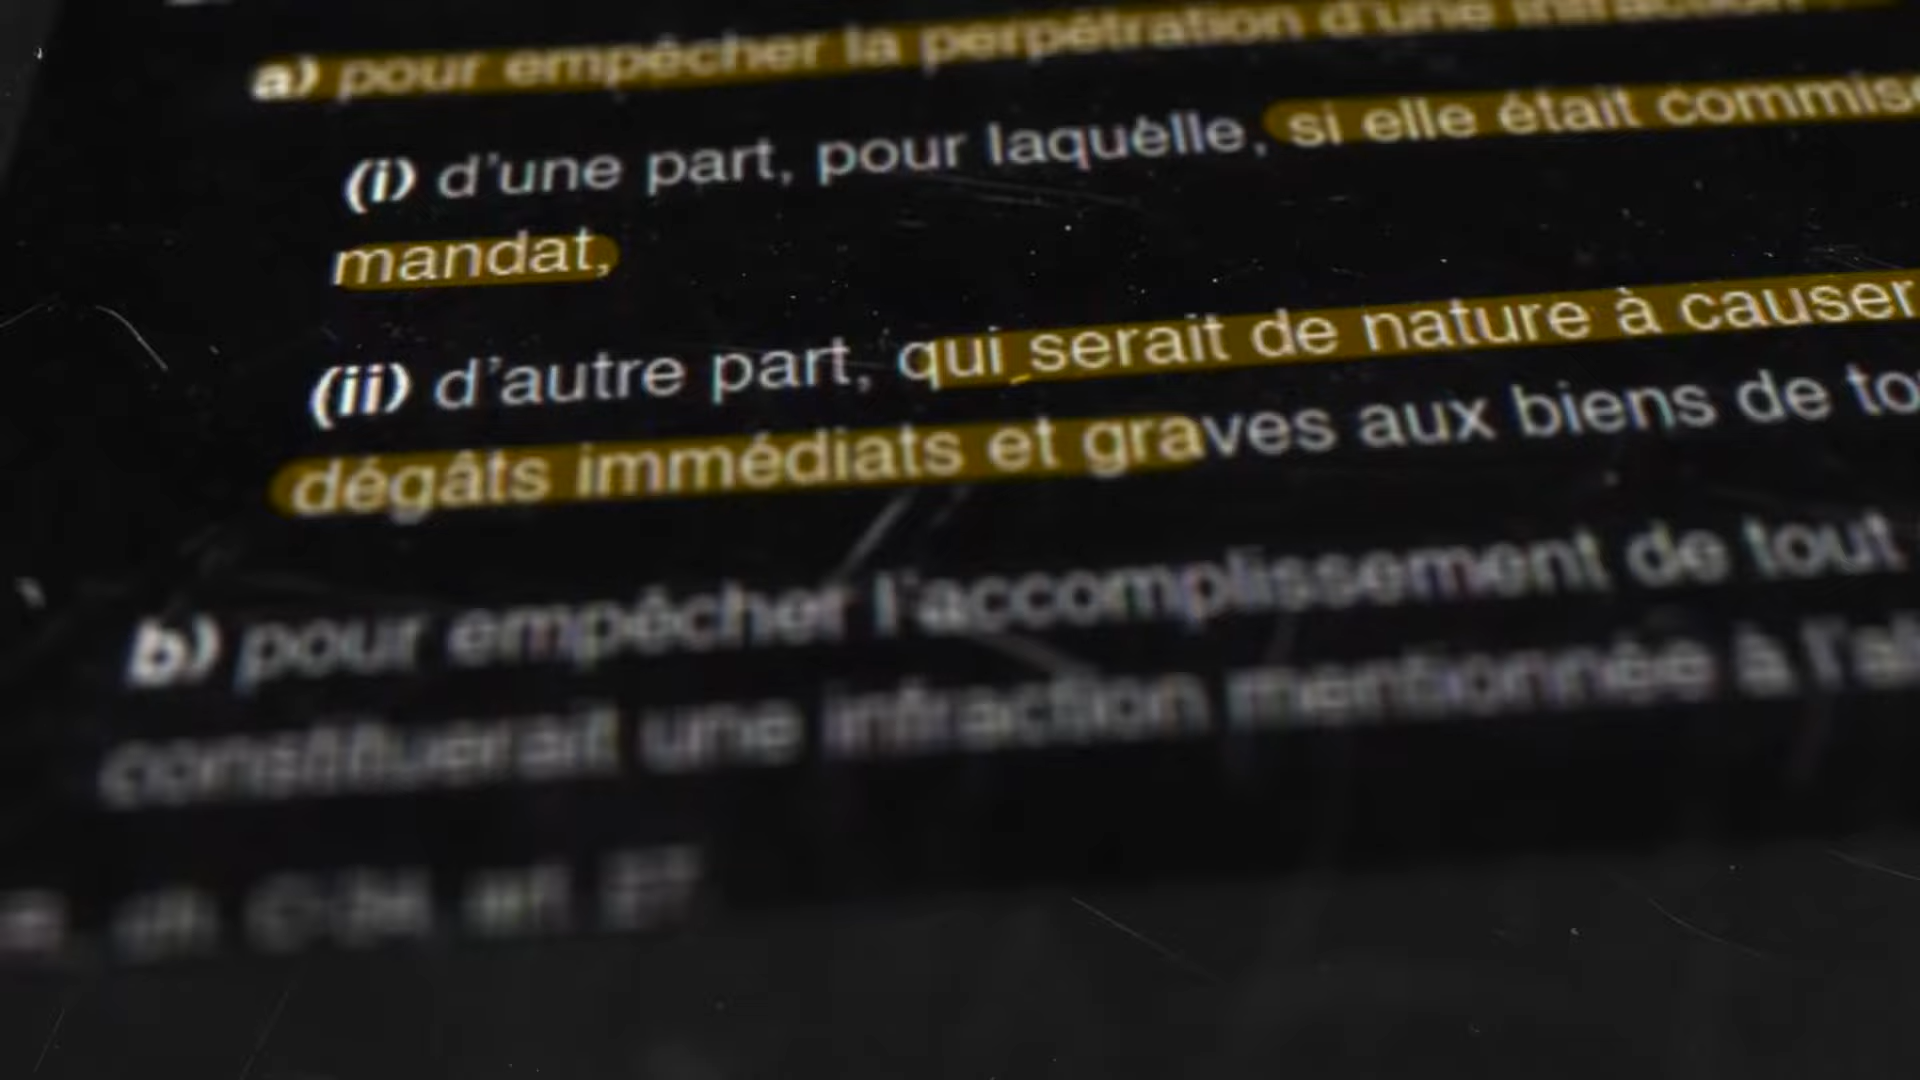 a) pour empêcher la perpétration d'une infraction
(i) d'une part, pour laquelle, si elle était commise
mandat,
(ii) d'autre part, qui serait de nature à causer
dégâts immédiats et graves aux biens de
b) pour empêcher l'accomplissement de tout
constituerait une infraction mentionnée à